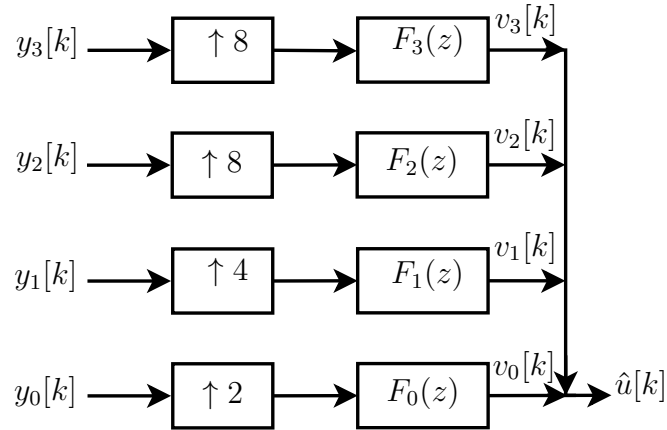 y₃[k] ↑ 8 F₃(z) v₃[k]
y₂[k] ↑ 8 F₂(z) v₂[k]
y₁[k] ↑ 4 F₁(z) v₁[k]
y₀[k] ↑ 2 F₀(z) v₀[k] û[k]